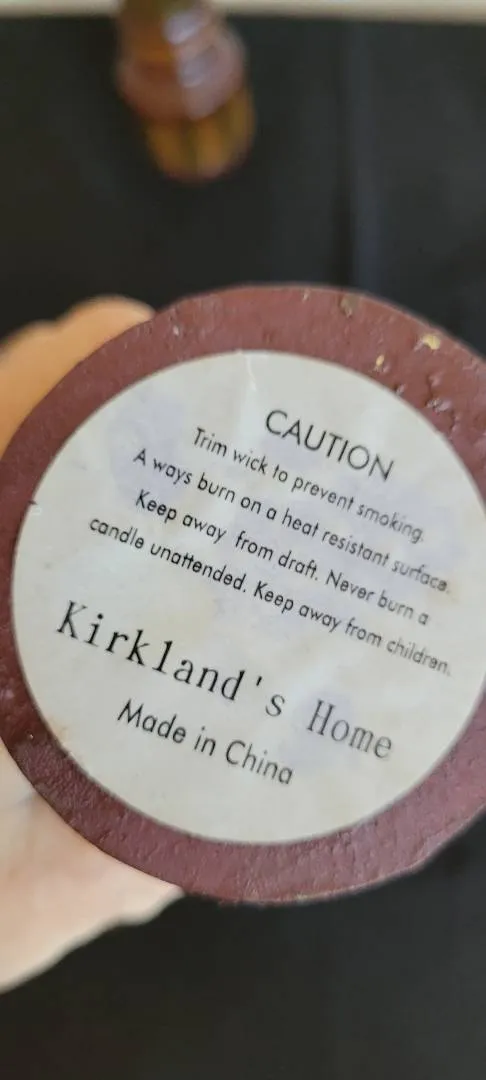 CAUTION
Trim wick to prevent smoking.
A ways burn on a heat resistant surface.
Keep away from draft. Never burn a
candle unattended. Keep away from children.
Kirkland's Home
Made in China